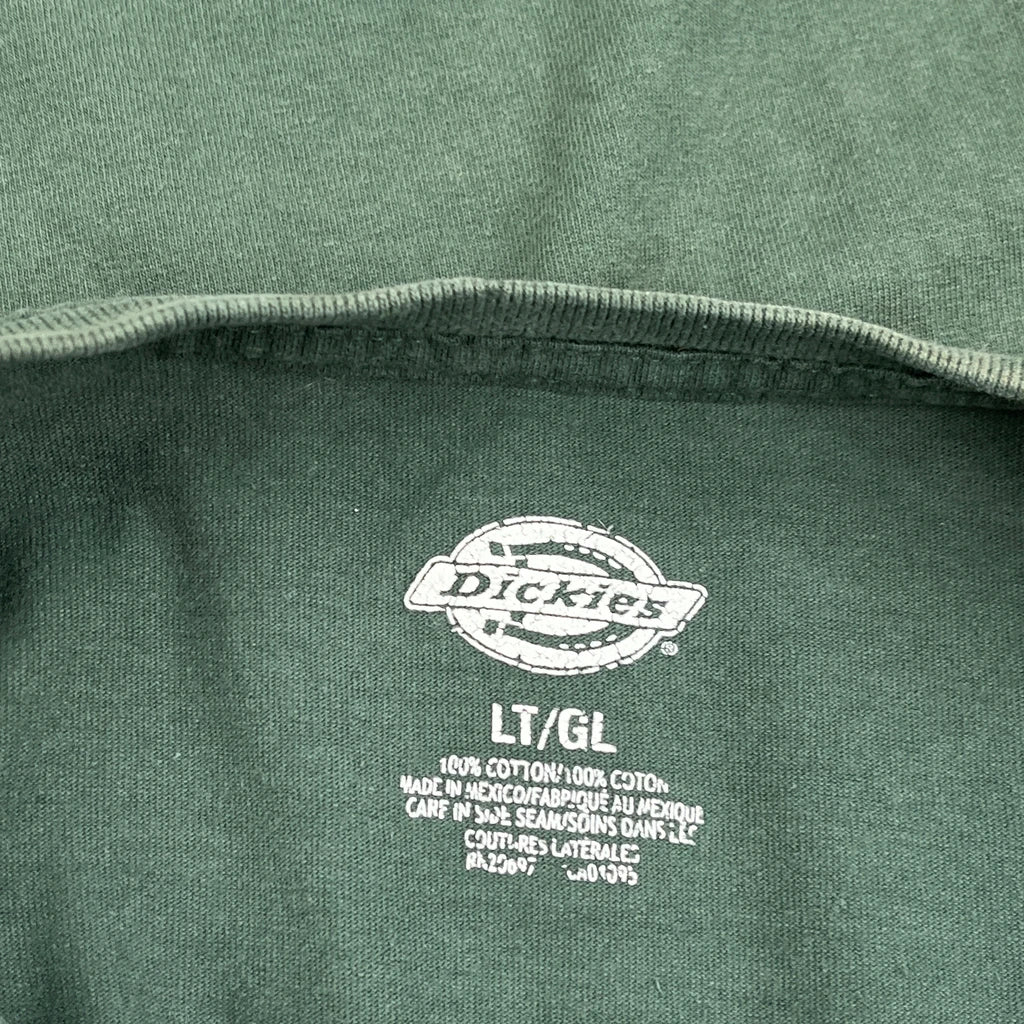 Dickies®
LT/GL
100% COTTON/100% COTON
MADE IN MEXICO/FABRIQUÉ AU MEXIQUE
CARE IN SIDE SEAM/SOINS DANS LES
COUTURES LATÉRALES